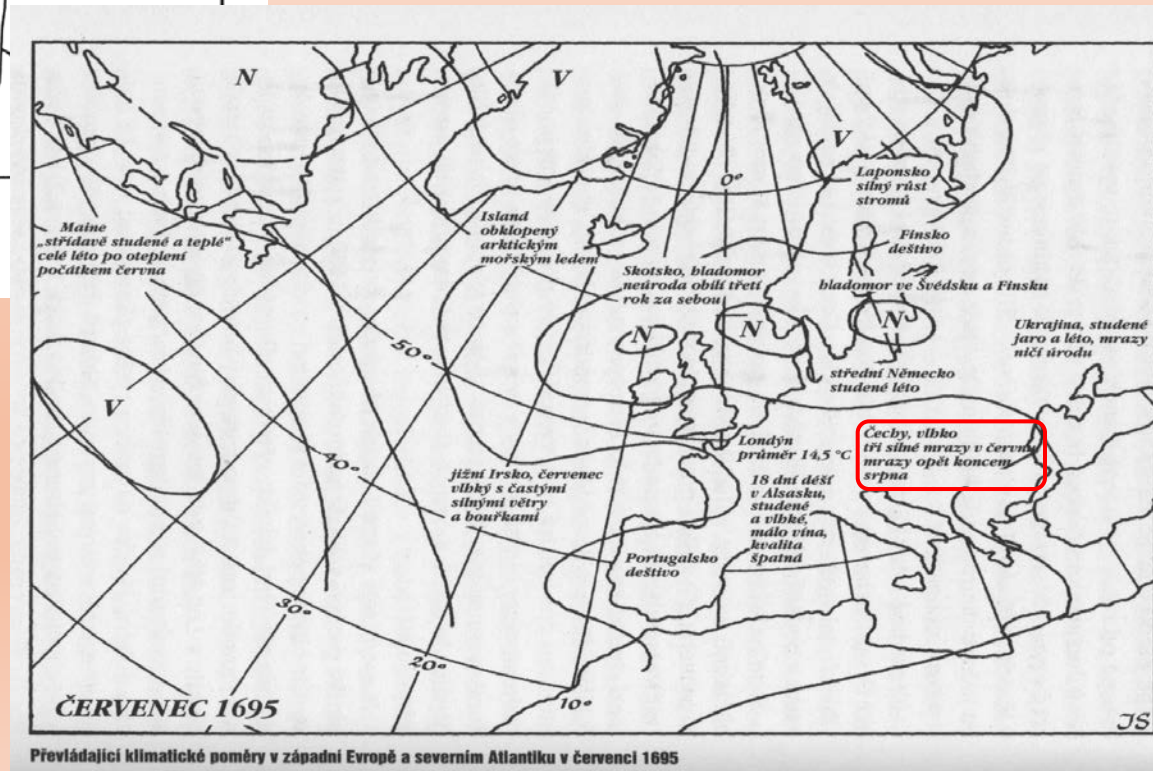 N
V
V
Maine
„střídavě studené a teplé“
celé léto po oteplení
počátkem června
Island
obklopený
arktickým
mořským ledem
0°
Laponsko
silný růst
stromů
Finsko
deštivo
Skotsko, hladomor
neúroda obilí třetí
rok za sebou
hladomor ve Švédsku a Finsku
N
N
N
Ukrajina, studené
jaro a léto, mrazy
ničí úrodu
50°
střední Německo
studené léto
V
40°
jižní Irsko, červenec
vlhký s častými
silnými větry
a bouřkami
Londýn
průměr 14,5 °C
Čechy, vlhko
tři silné mrazy v červnu
mrazy opět koncem
srpna
18 dní déšť
v Alsasku,
studené
a vlhké,
málo vína,
kvalita
špatná
Portugalsko
deštivo
30°
20°
10°
ČERVENEC 1695
JS
Převládající klimatické poměry v západní Evropě a severním Atlantiku v červenci 1695